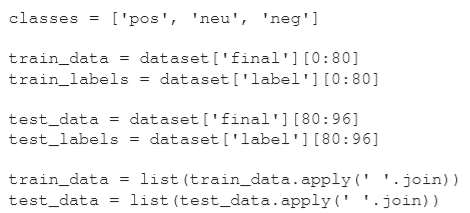 classes = ['pos', 'neu', 'neg']
train_data = dataset['final'][0:80]
train_labels = dataset['label'][0:80]
test_data = dataset['final'][80:96]
test_labels = dataset['label'][80:96]
train_data = list(train_data.apply(' '.join))
test_data = list(test_data.apply(' '.join))